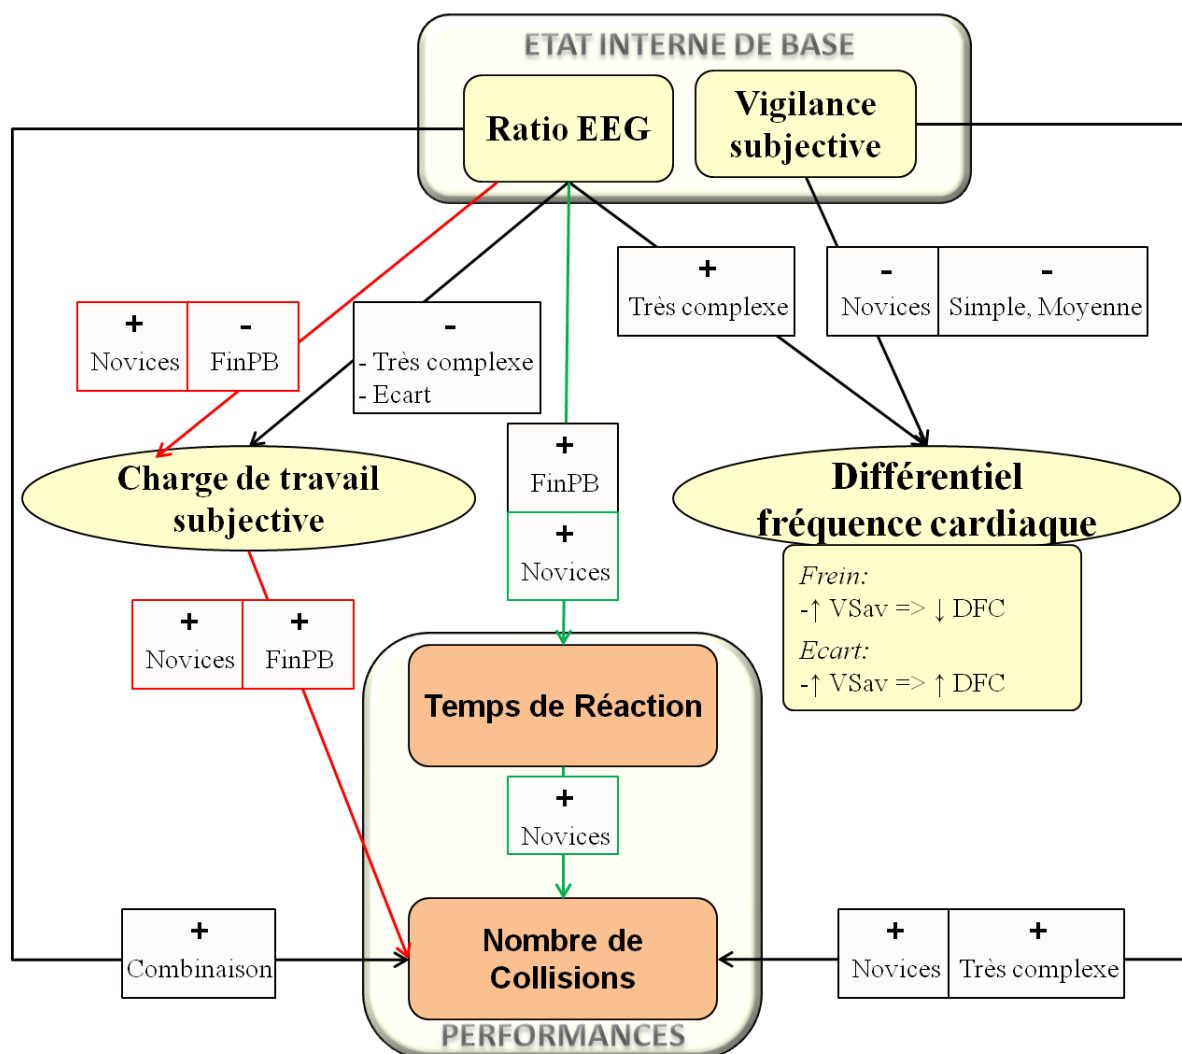 ETAT INTERNE DE BASE
Ratio EEG
Vigilance
subjective
+
Novices
-
FinPB
-
- Très complexe
- Ecart
+
Très complexe
-
Novices
-
Simple, Moyenne
+
FinPB
+
Novices
Charge de travail
subjective
Différentiel
fréquence cardiaque
Frein:
-↑ VSav => ↓ DFC
Ecart:
-↑ VSav => ↑ DFC
+
Novices
+
FinPB
Temps de Réaction
+
Novices
+
Combinaison
Nombre de
Collisions
+
Novices
+
Très complexe
PERFORMANCES